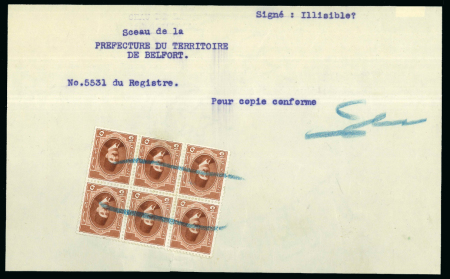 Signé : Illisible?
Sceau de la
PREFECTURE DU TERRITOIRE
DE BELFORT.
No.5531 du Registre.
Pour copie conforme